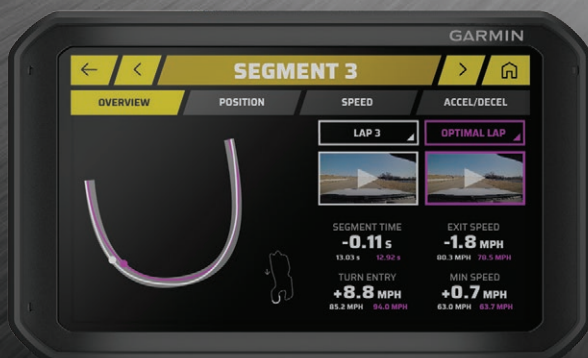 GARMIN
SEGMENT 3
OVERVIEW POSITION SPEED ACCEL/DECEL
LAP 3 OPTIMAL LAP
SEGMENT TIME EXIT SPEED
-0.11 s -1.8 MPH
13.03 s 12.92 s 80.3 MPH 78.5 MPH
TURN ENTRY MIN SPEED
+8.8 MPH +0.7 MPH
85.2 MPH 94.0 MPH 63.0 MPH 63.7 MPH